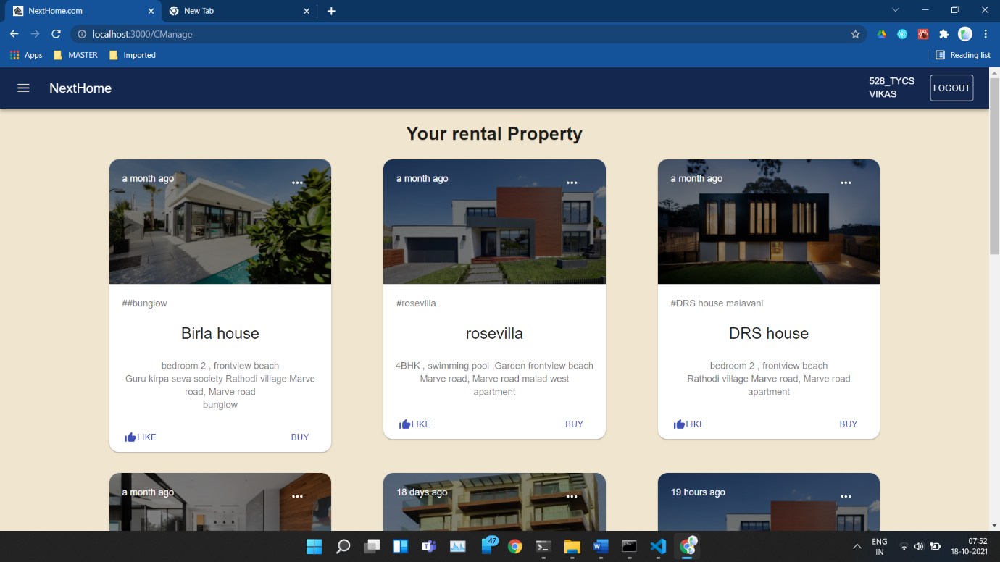 NextHome.com
New Tab
localhost:3000/CManage
Apps
MASTER
Imported
Reading list
NextHome
528_TYCS
VIKAS
LOGOUT
Your rental Property
a month ago
a month ago
a month ago
##bunglow
#rosevilla
#DRS house malavani
Birla house
rosevilla
DRS house
bedroom 2 , frontview beach
Guru kirpa seva society Rathodi village Marve
road, Marve road
bunglow
4BHK , swimming pool ,Garden frontview beach
Marve road, Marve road malad west
apartment
bedroom 2 , frontview beach
Rathodi village Marve road, Marve road
apartment
LIKE
BUY
LIKE
BUY
LIKE
BUY
a month ago
18 days ago
19 hours ago
47
ENG
IN
07:52
18-10-2021